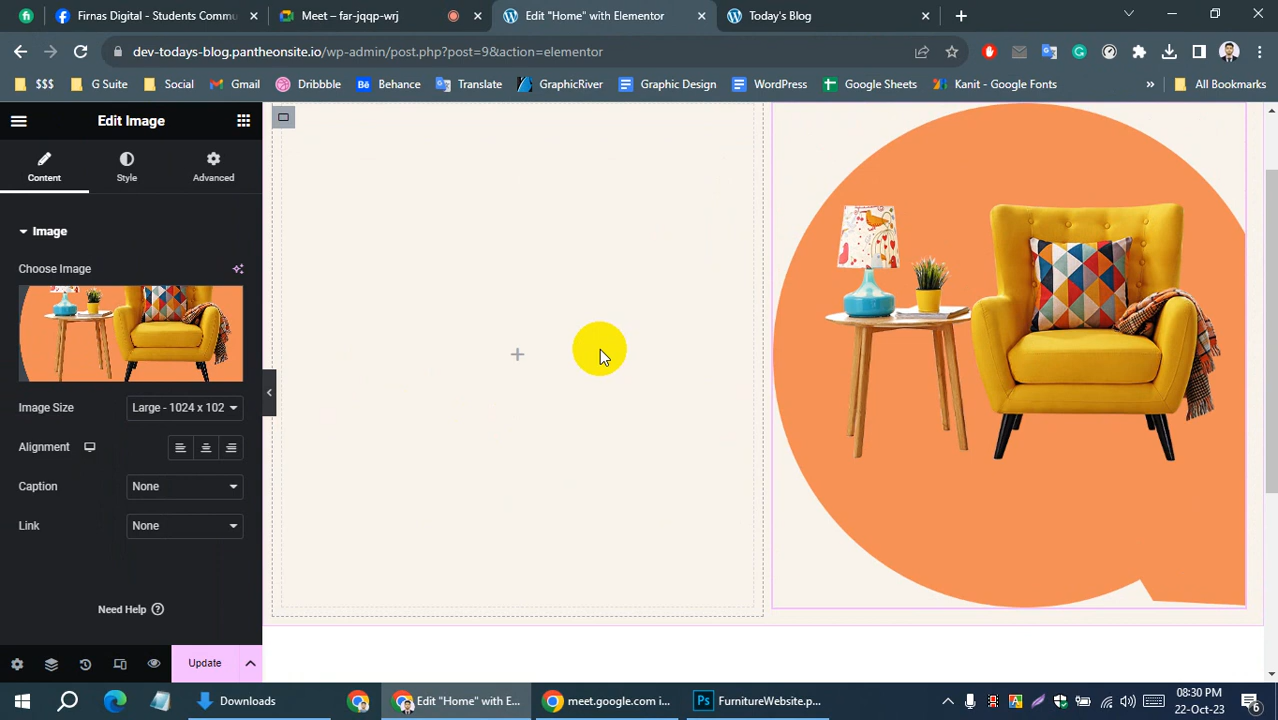 Firnas Digital - Students Commu
Meet – far-jqqp-wrj
Edit "Home" with Elementor
Today's Blog
dev-todays-blog.pantheonsite.io/wp-admin/post.php?post=9&action=elementor
$$$
G Suite
Social
Gmail
Dribbble
Behance
Translate
GraphicRiver
Graphic Design
WordPress
Google Sheets
Kanit - Google Fonts
All Bookmarks
Edit Image
Content
Style
Advanced
Image
Choose Image
Image Size
Large - 1024 x 102
Alignment
Caption
None
Link
None
Need Help
Update
Downloads
Edit "Home" with E...
meet.google.com i...
Ps
FurnitureWebsite.p...
08:30 PM
22-Oct-23
6